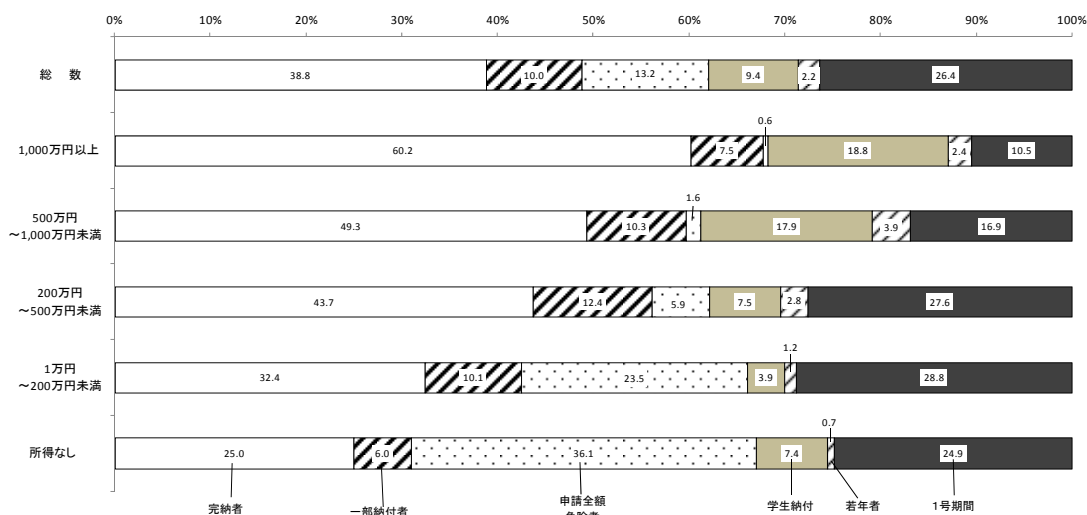 0% 10% 20% 30% 40% 50% 60% 70% 80% 90% 100%
総 数 38.8 10.0 13.2 9.4 2.2 26.4
0.6
1,000万円以上 60.2 7.5 18.8 2.4 10.5
1.6
500万円
～1,000万円未満 49.3 10.3 17.9 3.9 16.9
200万円
～500万円未満 43.7 12.4 5.9 7.5 2.8 27.6
1.2
1万円
～200万円未満 32.4 10.1 23.5 3.9 28.8
0.7
所得なし 25.0 6.0 36.1 7.4 24.9
完納者 一部納付者 申請全額 学生納付 若年者 1号期間